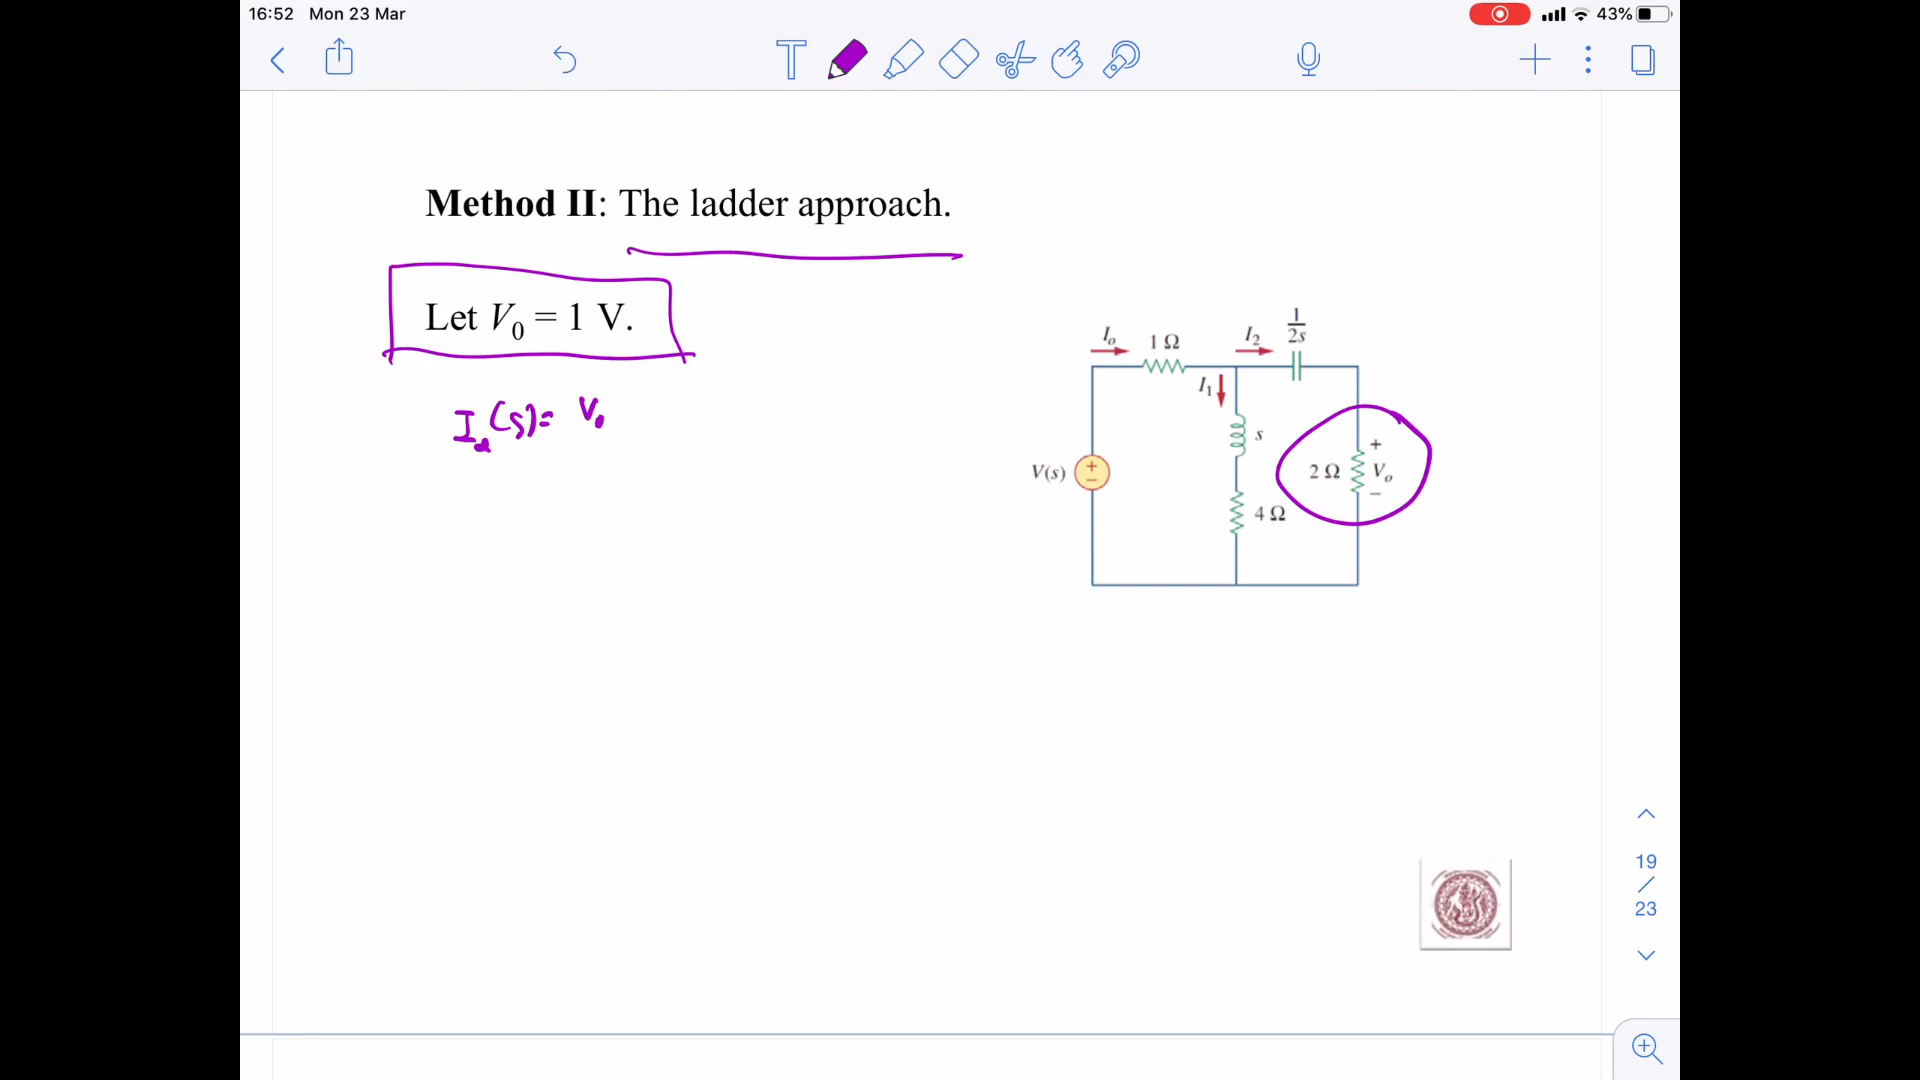 16:52 Mon 23 Mar
43%
Method II: The ladder approach.
Let V₀ = 1 V.
I₂(s)= V₀
Iₒ 1 Ω I₂ 1/2s
I₁
s
V(s) + −
2 Ω + Vₒ −
4 Ω
19
/
23